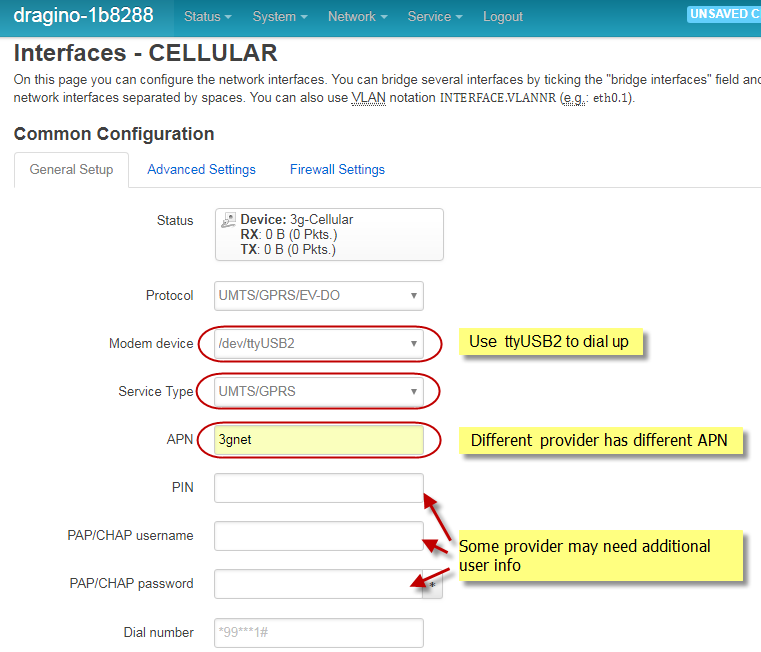 dragino-1b8288 Status System Network Service Logout UNSAVED C
Interfaces - CELLULAR
On this page you can configure the network interfaces. You can bridge several interfaces by ticking the "bridge interfaces" field and
network interfaces separated by spaces. You can also use VLAN notation INTERFACE.VLANNR (e.g.: eth0.1).
Common Configuration
General Setup Advanced Settings Firewall Settings
Status
Device: 3g-Cellular
RX: 0 B (0 Pkts.)
TX: 0 B (0 Pkts.)
Protocol UMTS/GPRS/EV-DO
Modem device /dev/ttyUSB2 Use ttyUSB2 to dial up
Service Type UMTS/GPRS
APN 3gnet Different provider has different APN
PIN
PAP/CHAP username
Some provider may need additional
user info
PAP/CHAP password *
Dial number *99***1#